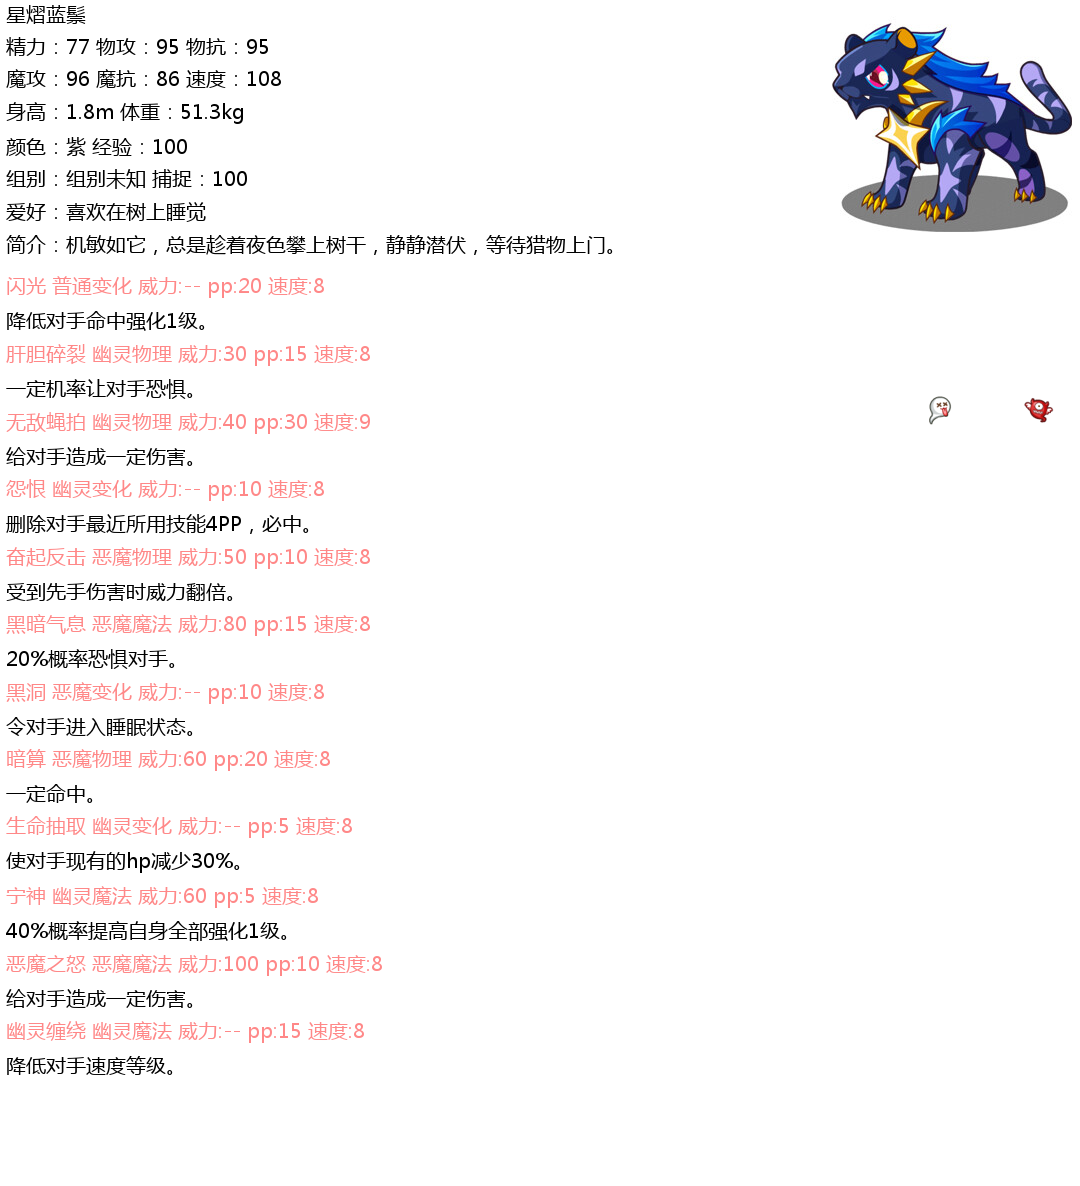 星熠蓝鬃
精力：77 物攻：95 物抗：95
魔攻：96 魔抗：86 速度：108
身高：1.8m 体重：51.3kg
颜色：紫 经验：100
组别：组别未知 捕捉：100
爱好：喜欢在树上睡觉
简介：机敏如它，总是趁着夜色攀上树干，静静潜伏，等待猎物上门。
闪光 普通变化 威力:-- pp:20 速度:8
降低对手命中强化1级。
肝胆碎裂 幽灵物理 威力:30 pp:15 速度:8
一定机率让对手恐惧。
无敌蝇拍 幽灵物理 威力:40 pp:30 速度:9
给对手造成一定伤害。
怨恨 幽灵变化 威力:-- pp:10 速度:8
删除对手最近所用技能4PP，必中。
奋起反击 恶魔物理 威力:50 pp:10 速度:8
受到先手伤害时威力翻倍。
黑暗气息 恶魔魔法 威力:80 pp:15 速度:8
20%概率恐惧对手。
黑洞 恶魔变化 威力:-- pp:10 速度:8
令对手进入睡眠状态。
暗算 恶魔物理 威力:60 pp:20 速度:8
一定命中。
生命抽取 幽灵变化 威力:-- pp:5 速度:8
使对手现有的hp减少30%。
宁神 幽灵魔法 威力:60 pp:5 速度:8
40%概率提高自身全部强化1级。
恶魔之怒 恶魔魔法 威力:100 pp:10 速度:8
给对手造成一定伤害。
幽灵缠绕 幽灵魔法 威力:-- pp:15 速度:8
降低对手速度等级。